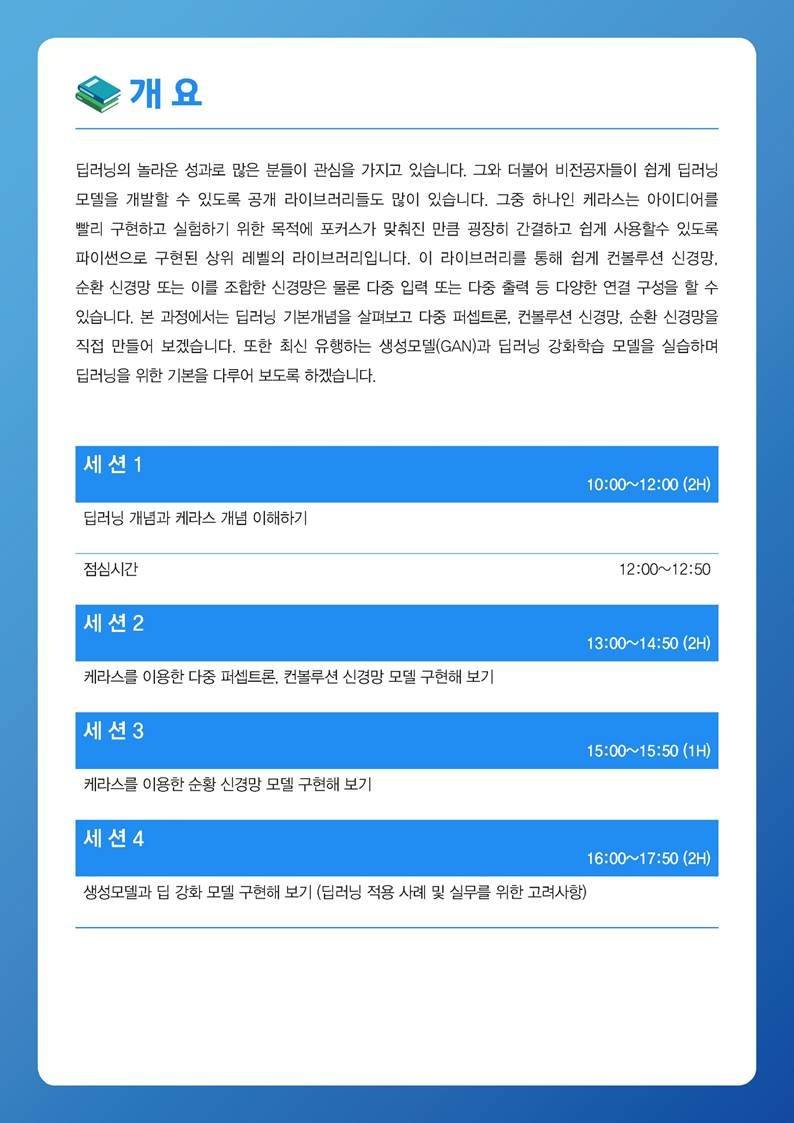 개 요
딥러닝의 놀라운 성과로 많은 분들이 관심을 가지고 있습니다. 그와 더불어 비전공자들이 쉽게 딥러닝
모델을 개발할 수 있도록 공개 라이브러리들도 많이 있습니다. 그중 하나인 케라스는 아이디어를
빨리 구현하고 실험하기 위한 목적에 포커스가 맞춰진 만큼 굉장히 간결하고 쉽게 사용할수 있도록
파이썬으로 구현된 상위 레벨의 라이브러리입니다. 이 라이브러리를 통해 쉽게 컨볼루션 신경망,
순환 신경망 또는 이를 조합한 신경망은 물론 다중 입력 또는 다중 출력 등 다양한 연결 구성을 할 수
있습니다. 본 과정에서는 딥러닝 기본개념을 살펴보고 다중 퍼셉트론, 컨볼루션 신경망, 순환 신경망을
직접 만들어 보겠습니다. 또한 최신 유행하는 생성모델(GAN)과 딥러닝 강화학습 모델을 실습하며
딥러닝을 위한 기본을 다루어 보도록 하겠습니다.
세 션 1
10:00~12:00 (2H)
딥러닝 개념과 케라스 개념 이해하기
점심시간 12:00~12:50
세 션 2
13:00~14:50 (2H)
케라스를 이용한 다중 퍼셉트론, 컨볼루션 신경망 모델 구현해 보기
세 션 3
15:00~15:50 (1H)
케라스를 이용한 순황 신경망 모델 구현해 보기
세 션 4
16:00~17:50 (2H)
생성모델과 딥 강화 모델 구현해 보기 (딥러닝 적용 사례 및 실무를 위한 고려사항)